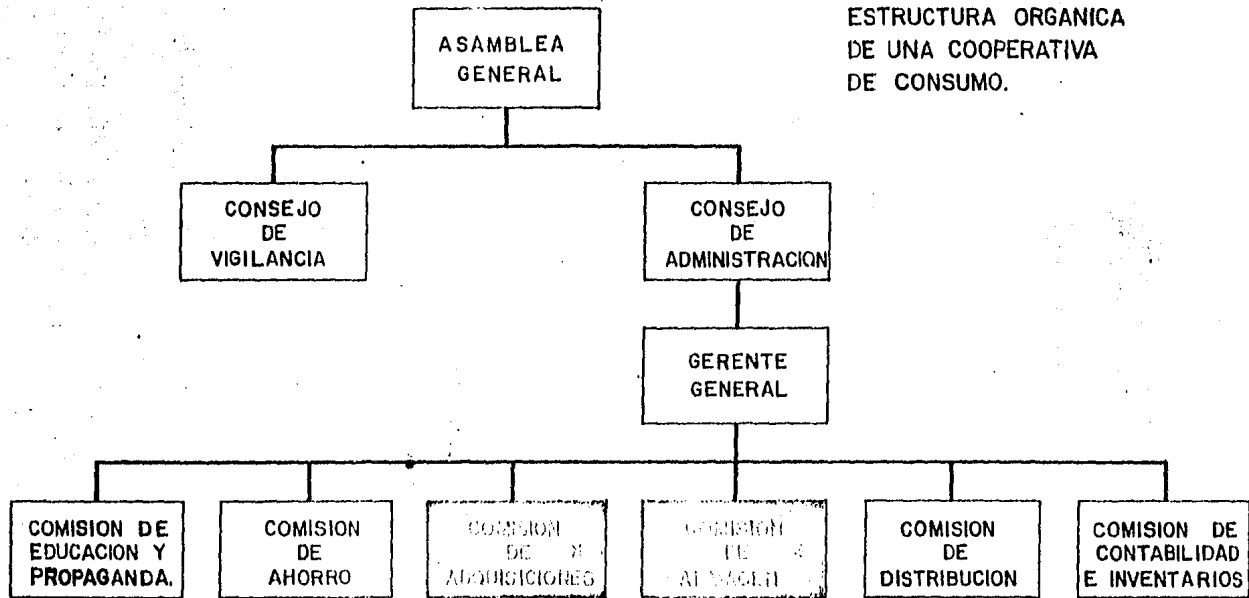 ESTRUCTURA ORGANICA
DE UNA COOPERATIVA
DE CONSUMO.
ASAMBLEA
GENERAL
CONSEJO
DE
VIGILANCIA
CONSEJO
DE
ADMINISTRACION
GERENTE
GENERAL
COMISION DE
EDUCACION Y
PROPAGANDA.
COMISION
DE
AHORRO
COMISION
DE
ADQUISICIONES
COMISION
DE
ALMACEN
COMISION
DE
DISTRIBUCION
COMISION DE
CONTABILIDAD
E INVENTARIOS